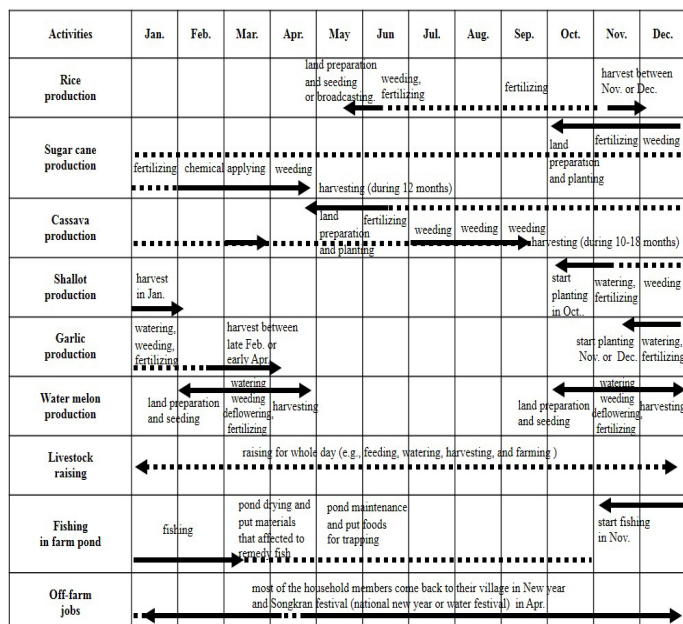 Activities Jan. Feb. Mar. Apr. May Jun Jul. Aug. Sep. Oct. Nov. Dec.
Rice
production
land preparation
and seeding
or broadcasting.
weeding,
fertilizing
fertilizing
harvest between
Nov. or Dec.
Sugar cane
production
fertilizing
chemical applying
weeding
harvesting (during 12 months)
land
preparation
and planting
fertilizing
weeding
Cassava
production
land
preparation
and planting
fertilizing
weeding
weeding
weeding
harvesting (during 10-18 months)
Shallot
production
harvest
in Jan.
start
planting
in Oct..
watering,
fertilizing
weeding
Garlic
production
watering,
weeding,
fertilizing
harvest between
late Feb. or
early Apr.
start planting
Nov. or Dec.
watering,
fertilizing
Water melon
production
land preparation
and seeding
watering
weeding
deflowering,
fertilizing
harvesting
land preparation
and seeding
watering
weeding
deflowering,
fertilizing
harvesting
Livestock
raising
raising for whole day (e.g., feeding, watering, harvesting, and farming )
Fishing
in farm pond
fishing
pond drying and
put materials
that affected to
remedy fish
pond maintenance
and put foods
for trapping
start fishing
in Nov.
Off-farm
jobs
most of the household members come back to their village in New year
and Songkran festival (national new year or water festival) in Apr.